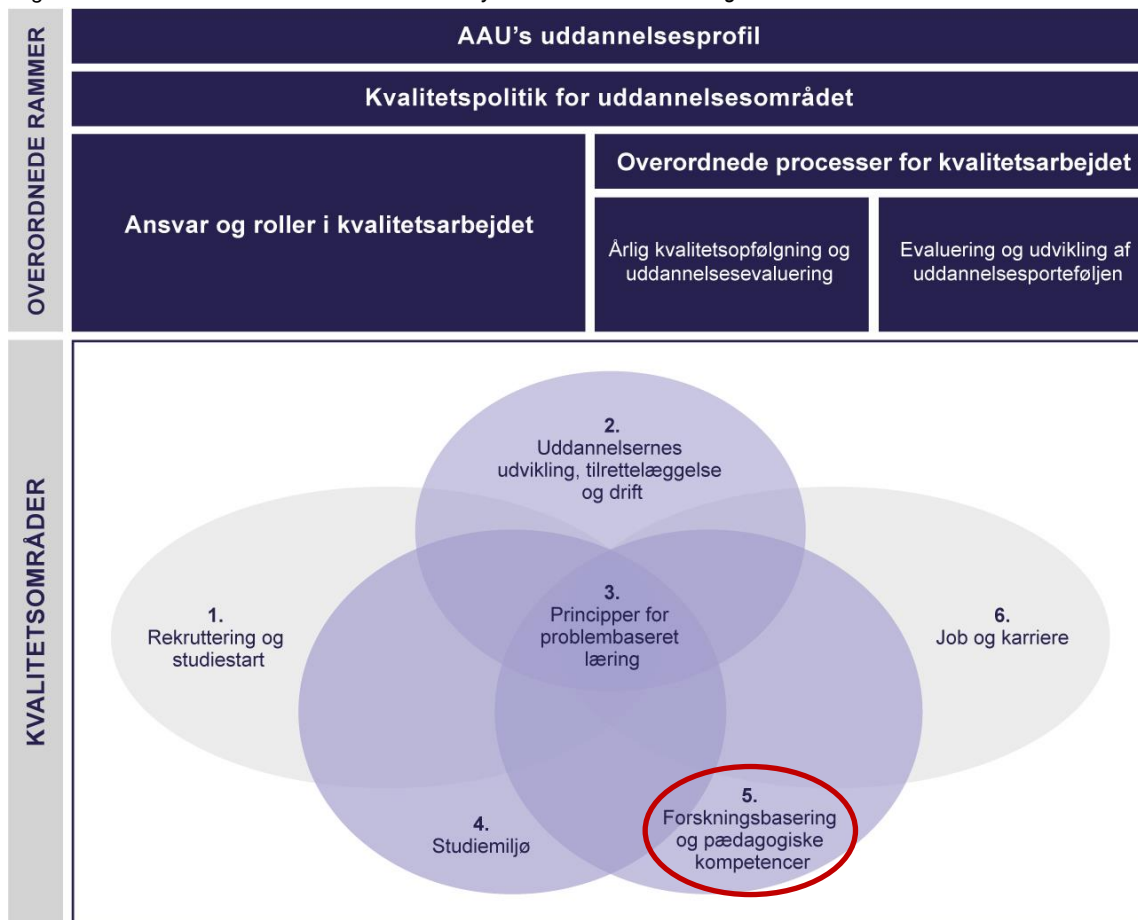 OVERORDNEDE RAMMER
AAU's uddannelsesprofil
Kvalitetspolitik for uddannelsesområdet
Ansvar og roller i kvalitetsarbejdet
Overordnede processer for kvalitetsarbejdet
Årlig kvalitetsopfølgning og
uddannelsesevaluering
Evaluering og udvikling af
uddannelsesporteføljen
KVALITETSOMRÅDER
1.
Rekruttering og
studiestart
2.
Uddannelsernes
udvikling, tilrettelæggelse
og drift
3.
Principper for
problembaseret
læring
4.
Studiemiljø
5.
Forskningsbasering
og pædagogiske
kompetencer
6.
Job og karriere